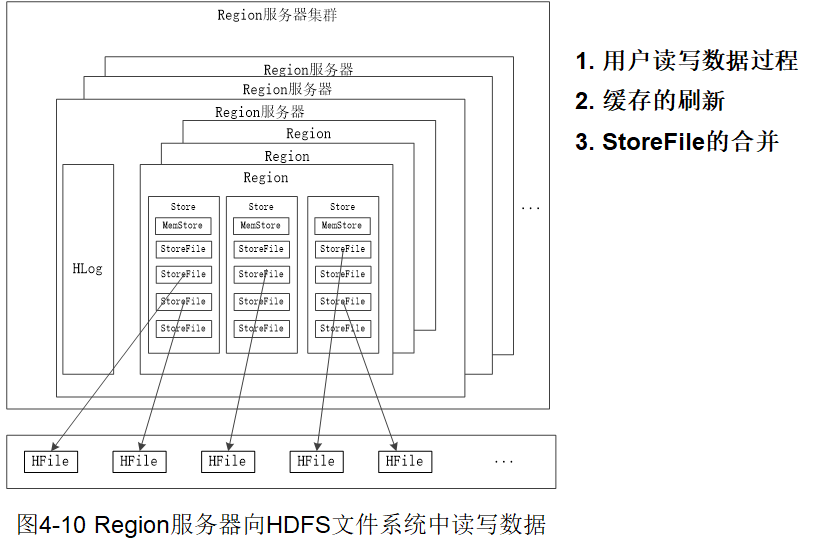 Region服务器集群
Region服务器
Region服务器
Region服务器
Region
Region
Region
HLog
Store Store Store
MemStore MemStore MemStore
StoreFile StoreFile StoreFile
StoreFile StoreFile StoreFile
StoreFile StoreFile StoreFile
StoreFile StoreFile StoreFile
...
HFile HFile HFile HFile HFile ...
图4-10 Region服务器向HDFS文件系统中读写数据
1. 用户读写数据过程
2. 缓存的刷新
3. StoreFile的合并